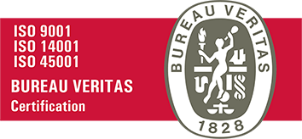 ISO 9001
ISO 14001
ISO 45001
BUREAU VERITAS
Certification
BUREAU VERITAS
1828